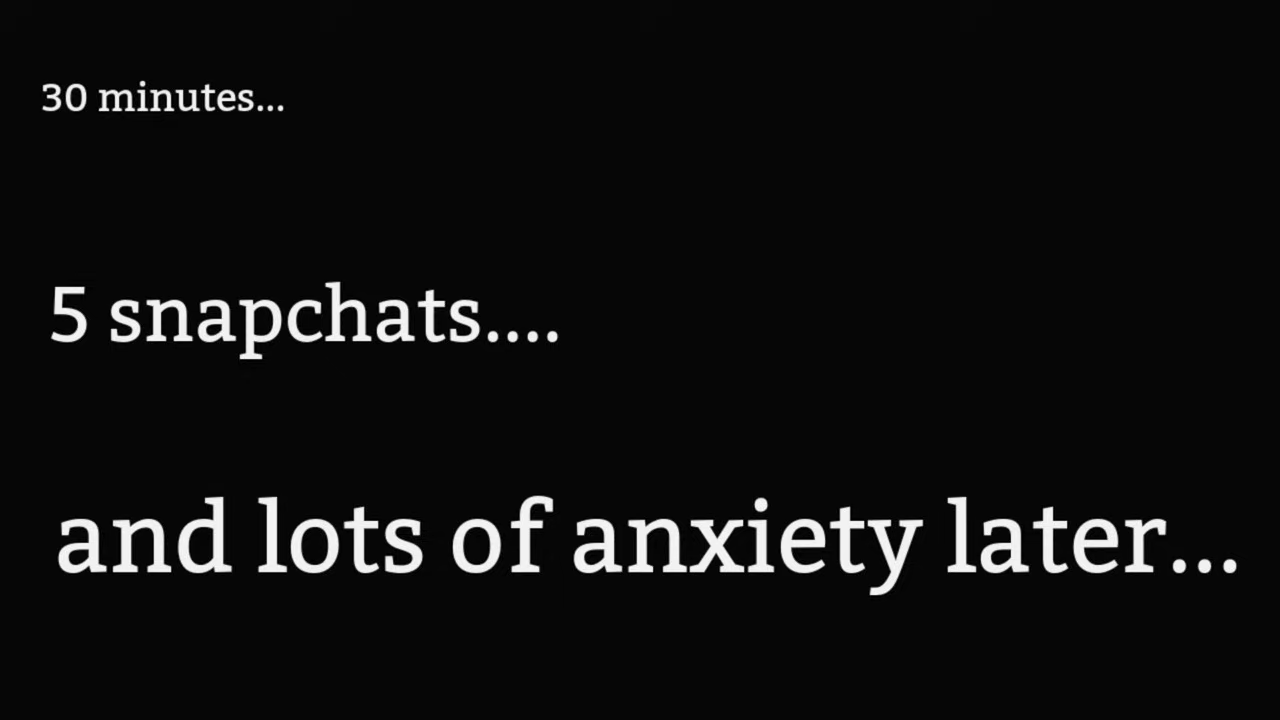 30 minutes...
5 snapchats....
and lots of anxiety later...